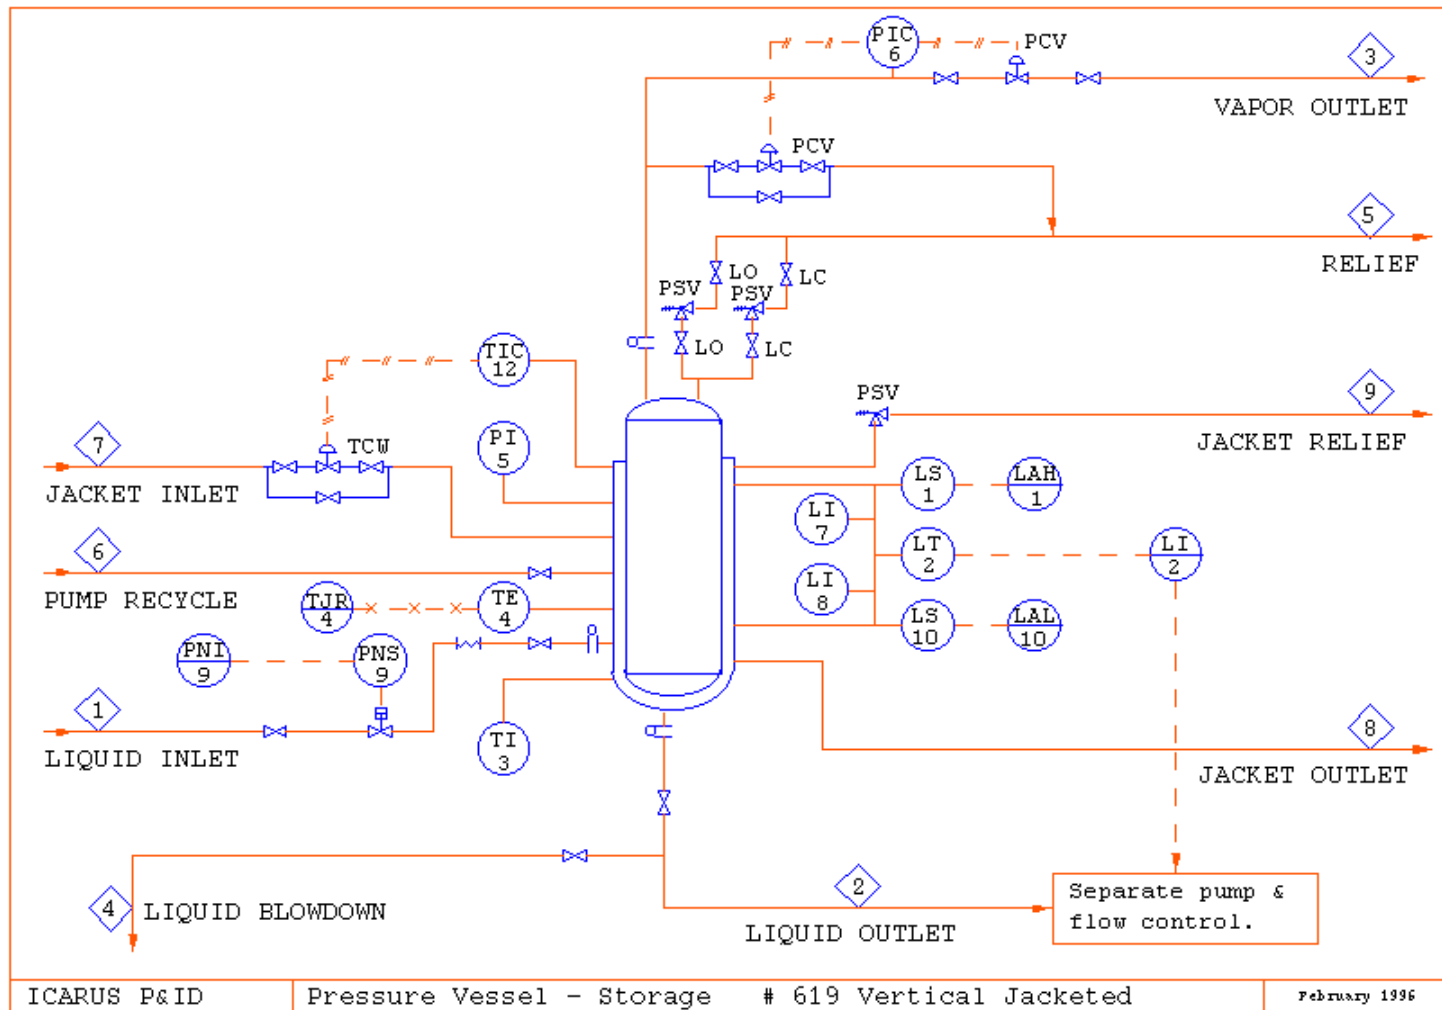 PIC
6
PCV
3
VAPOR OUTLET
PCV
5
RELIEF
LO
LC
PSV
PSV
LO
LC
TIC
12
PSV
9
JACKET RELIEF
7
JACKET INLET
TCW
PI
5
LS
1
LAH
1
LI
7
LT
2
LI
2
6
PUMP RECYCLE
LI
8
TJR
4
TE
4
LS
10
LAL
10
PNI
9
PNS
9
1
LIQUID INLET
TI
3
8
JACKET OUTLET
4
LIQUID BLOWDOWN
2
LIQUID OUTLET
Separate pump &
flow control.
ICARUS P&ID
Pressure Vessel - Storage # 619 Vertical Jacketed
February 1996